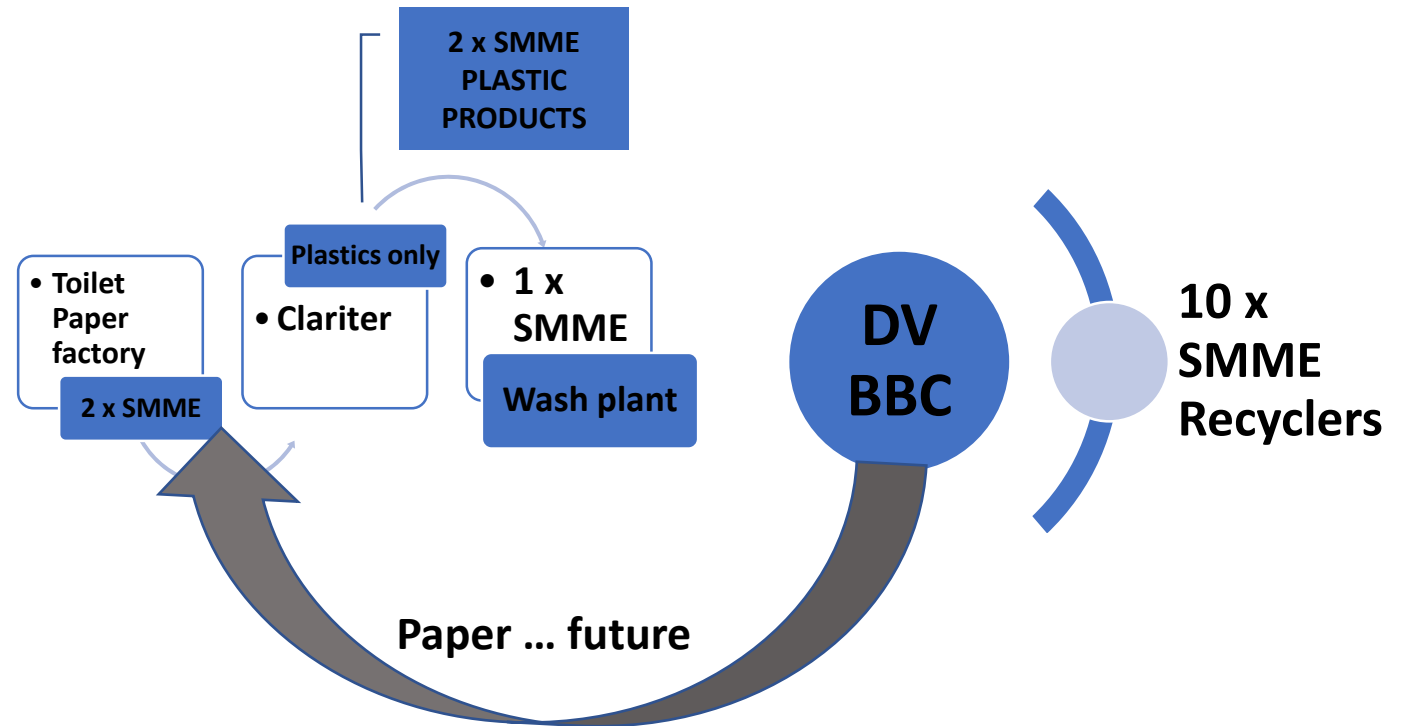 2 x SMME
PLASTIC
PRODUCTS
Plastics only
• Toilet
Paper
factory
2 x SMME
• Clariter
• 1 x
SMME
Wash plant
DV
BBC
10 x
SMME
Recyclers
Paper ... future